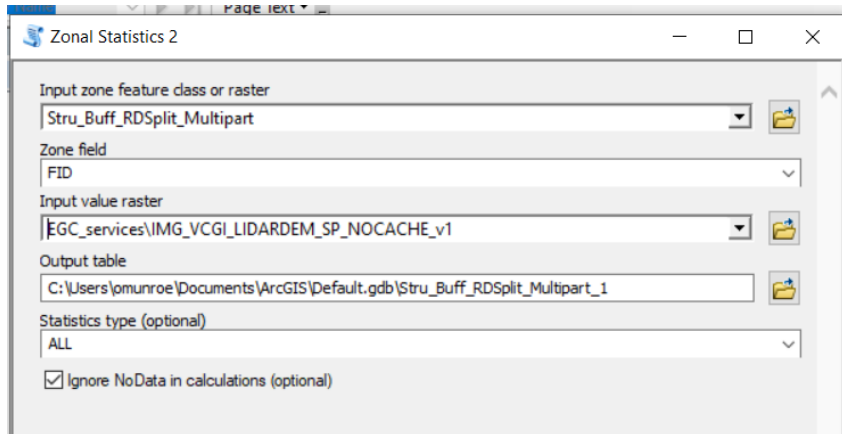 Page Text
Zonal Statistics 2
Input zone feature class or raster
Stru_Buff_RDSplit_Multipart
Zone field
FID
Input value raster
EGC_services\IMG_VCGI_LIDARDEM_SP_NOCACHE_v1
Output table
C:\Users\omunroe\Documents\ArcGIS\Default.gdb\Stru_Buff_RDSplit_Multipart_1
Statistics type (optional)
ALL
Ignore NoData in calculations (optional)